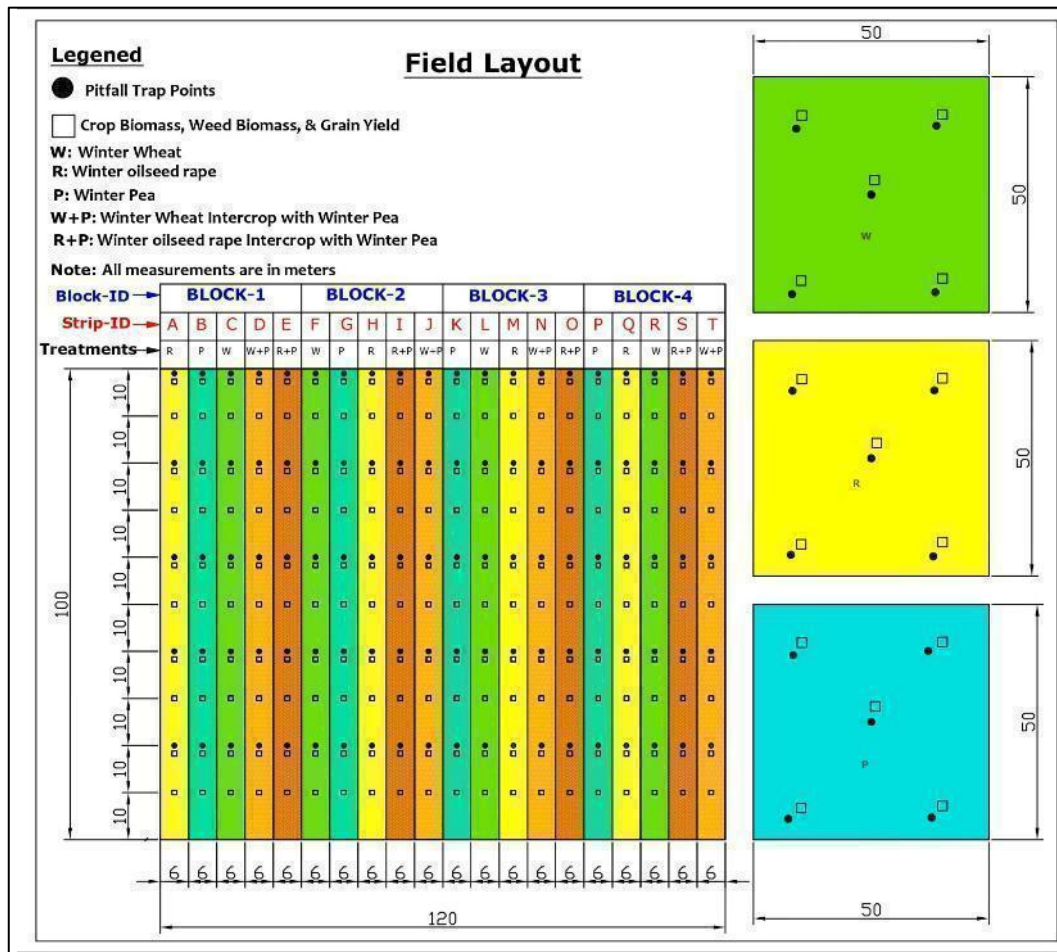 Legened
Field Layout
Pitfall Trap Points
Crop Biomass, Weed Biomass, & Grain Yield
W: Winter Wheat
R: Winter oilseed rape
P: Winter Pea
W+P: Winter Wheat Intercrop with Winter Pea
R+P: Winter oilseed rape Intercrop with Winter Pea
Note: All measurements are in meters
Block-ID BLOCK-1 BLOCK-2 BLOCK-3 BLOCK-4
Strip-ID A B C D E F G H I J K L M N O P Q R S T
Treatments R P W W+P R+P W P R R+P W+P P W R W+P R+P P R W R+P W+P
100
10
10
10
10
10
10
10
10
10
10
6 6 6 6 6 6 6 6 6 6 6 6 6 6 6 6 6 6 6 6
120
50
50
W
50
R
50
P
50